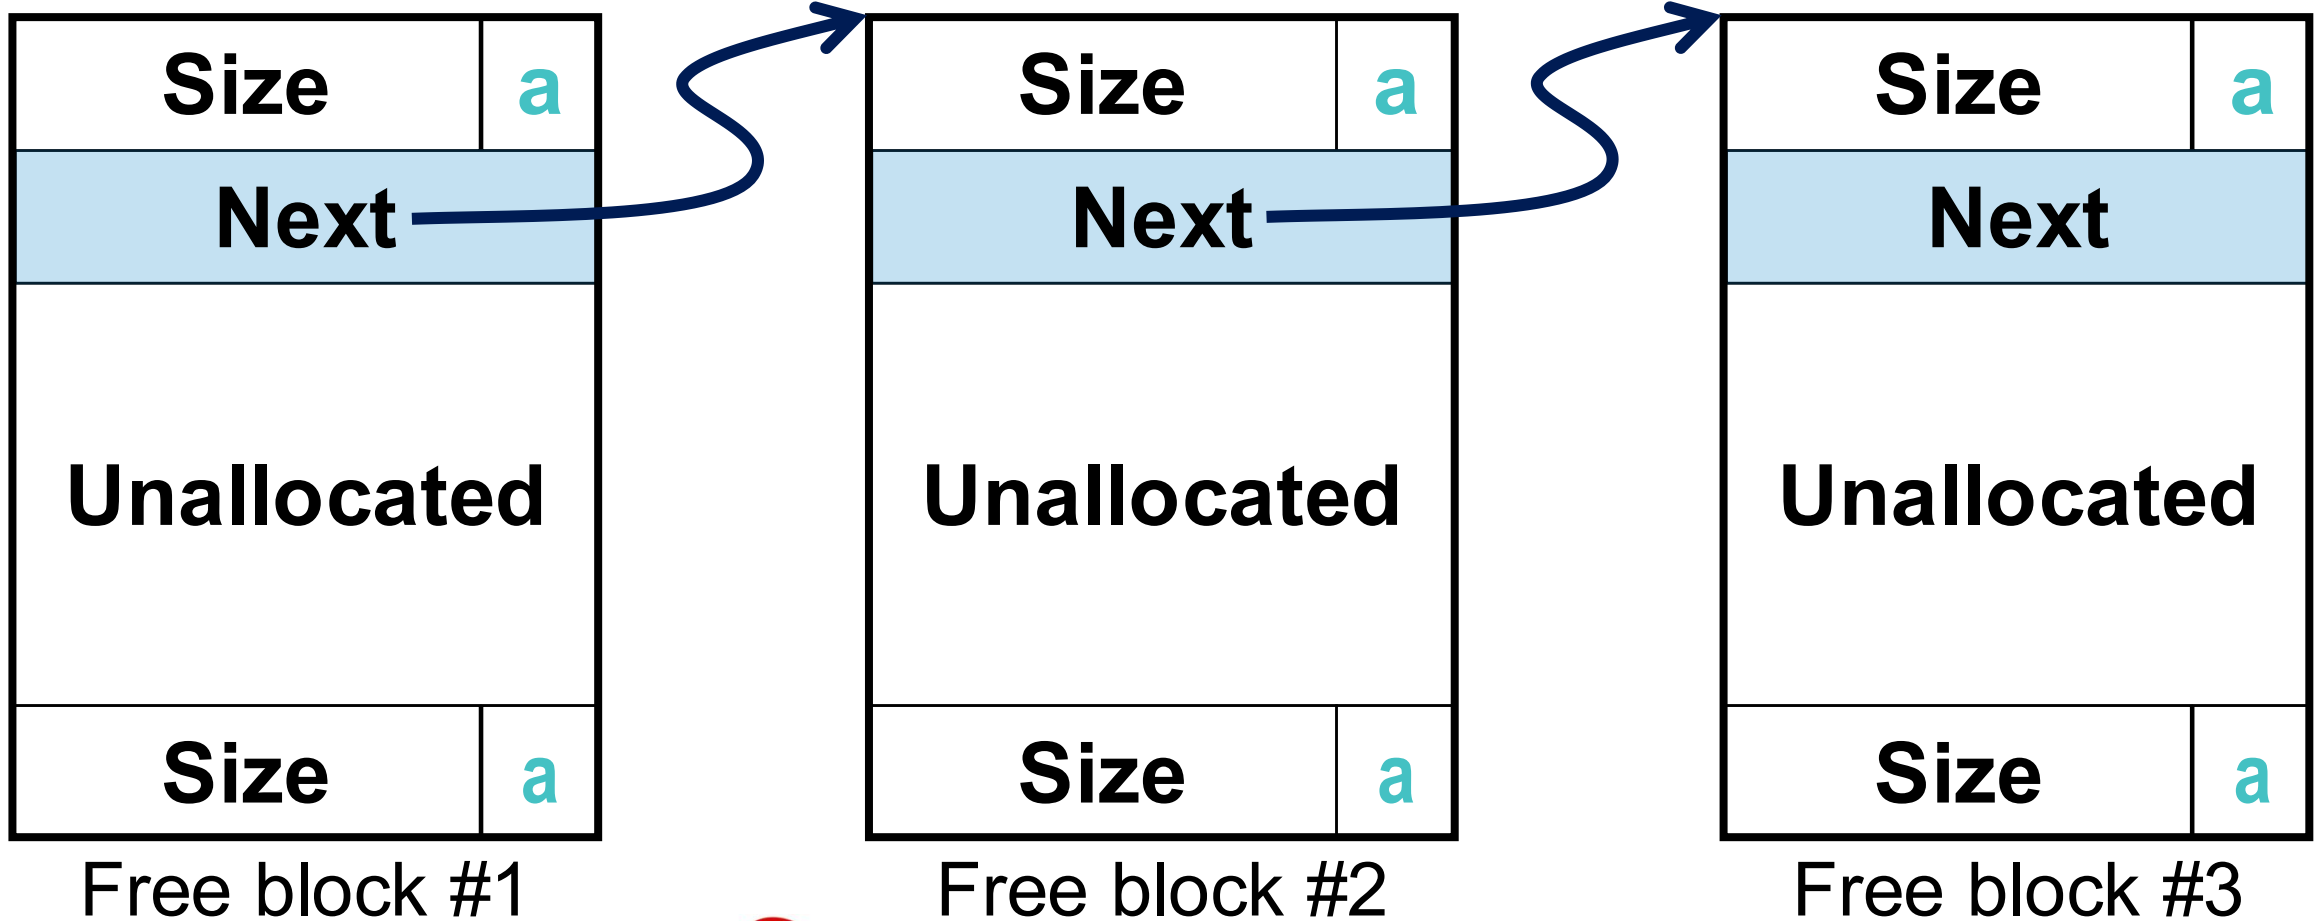 Size a Size a Size a
Next Next Next
Unallocated Unallocated Unallocated
Size a Size a Size a
Free block #1 Free block #2 Free block #3